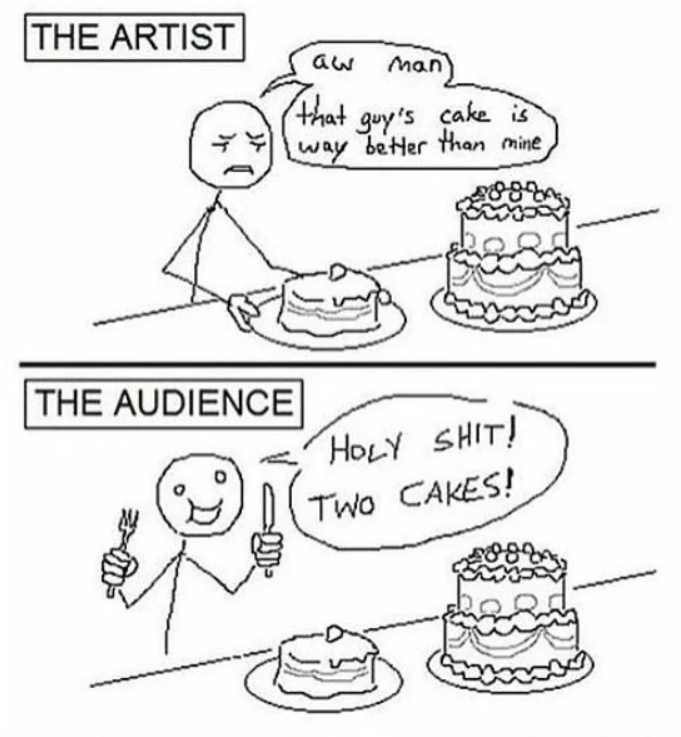 THE ARTIST
aw man
that guy's cake is
way better than mine
THE AUDIENCE
HOLY SHIT!
TWO CAKES!